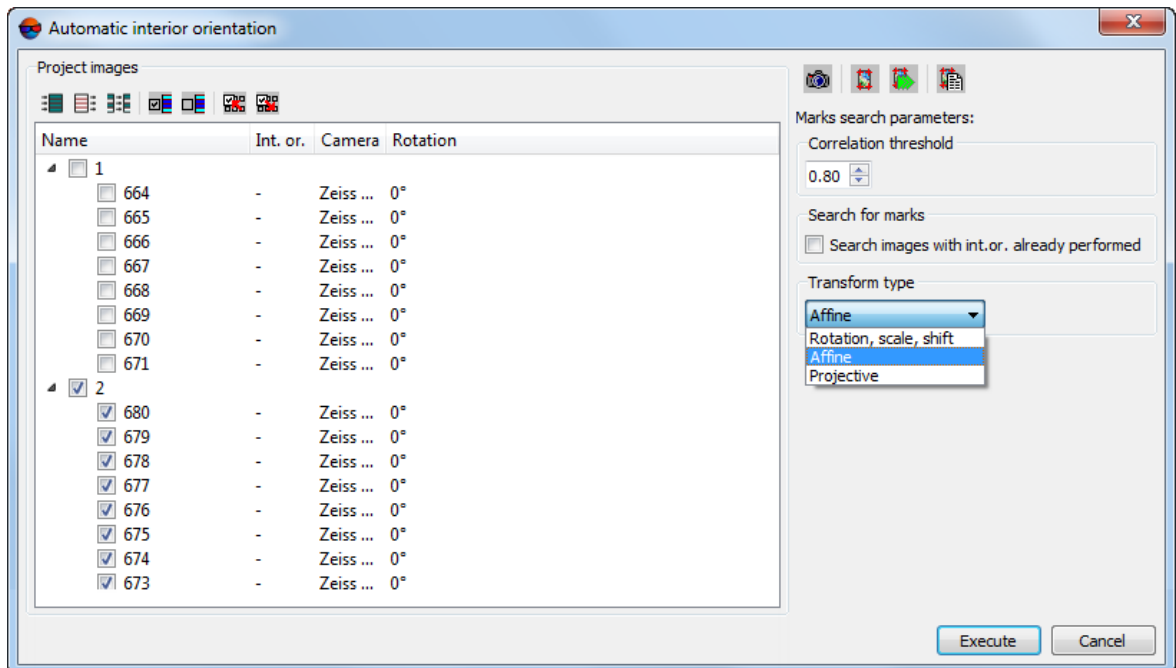 Automatic interior orientation
Project images
Name Int. or. Camera Rotation
1
664 - Zeiss ... 0°
665 - Zeiss ... 0°
666 - Zeiss ... 0°
667 - Zeiss ... 0°
668 - Zeiss ... 0°
669 - Zeiss ... 0°
670 - Zeiss ... 0°
671 - Zeiss ... 0°
2
680 - Zeiss ... 0°
679 - Zeiss ... 0°
678 - Zeiss ... 0°
677 - Zeiss ... 0°
676 - Zeiss ... 0°
675 - Zeiss ... 0°
674 - Zeiss ... 0°
673 - Zeiss ... 0°
Marks search parameters:
Correlation threshold
0.80
Search for marks
Search images with int.or. already performed
Transform type
Affine
Rotation, scale, shift
Affine
Projective
Execute Cancel